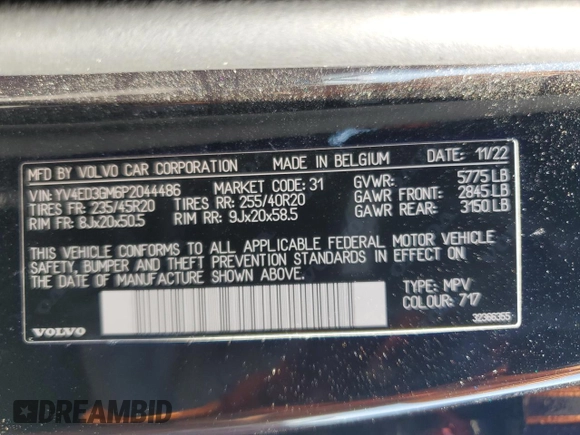 MFD BY VOLVO CAR CORPORATION MADE IN BELGIUM DATE: 11/22
VIN: YV4ED3GM6P2044486 MARKET CODE: 31 GVWR: 5775 LB
TIRES FR: 235/45R20 TIRES RR: 255/40R20 GAWR FRONT: 2845 LB
RIM FR: 8Jx20x50.5 RIM RR: 9Jx20x58.5 GAWR REAR: 3150 LB
THIS VEHICLE CONFORMS TO ALL APPLICABLE FEDERAL MOTOR VEHICLE
SAFETY, BUMPER AND THEFT PREVENTION STANDARDS IN EFFECT ON
THE DATE OF MANUFACTURE SHOWN ABOVE.
TYPE: MPV
COLOUR: 717
VOLVO
32366355
DREAMBID